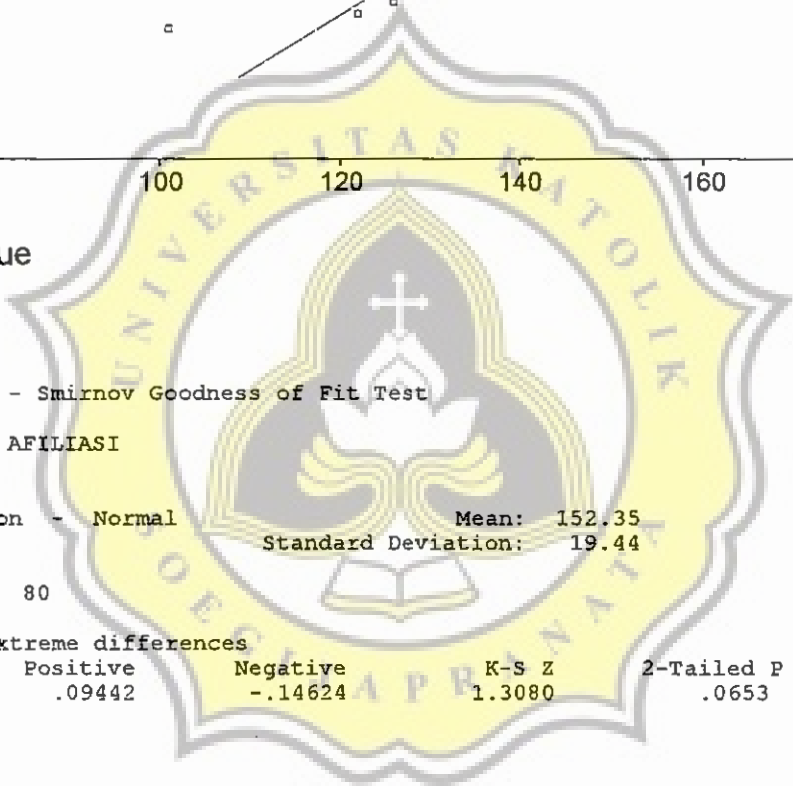 100 120 140 160
ue
- Smirnov Goodness of Fit Test
AFILIASI
on - Normal Mean: 152.35
Standard Deviation: 19.44
80
xtreme differences
Positive Negative K-S Z 2-Tailed P
.09442 -.14624 1.3080 .0653
UNIVERSITAS KATOLIK
SOEGIJAPRANATA